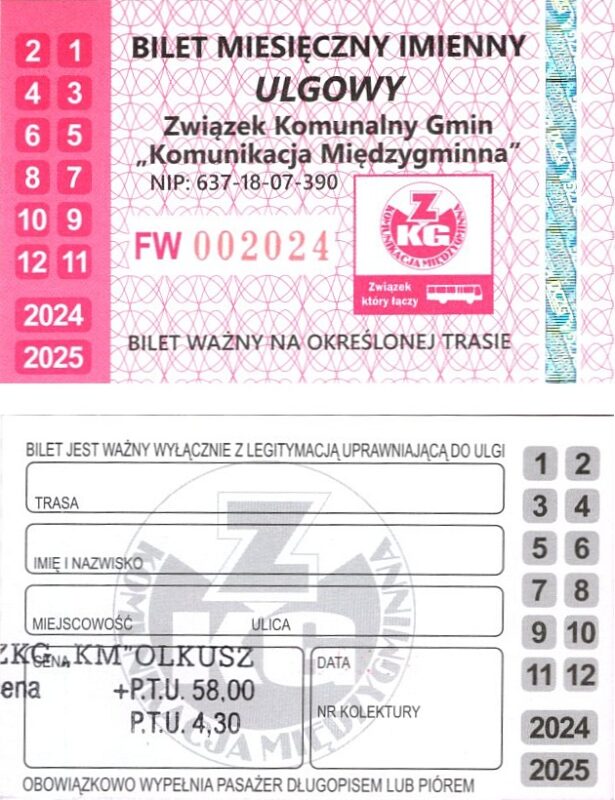 2 1
4 3
6 5
8 7
10 9
12 11
2024
2025
BILET MIESIĘCZNY IMIENNY
ULGOWY
Związek Komunalny Gmin
„Komunikacja Międzygminna”
NIP: 637-18-07-390
FW 002024
ZKG
KOMUNIKACJA MIĘDZYGMINNA
Związek
który łączy
BILET WAŻNY NA OKREŚLONEJ TRASIE
BILET JEST WAŻNY WYŁĄCZNIE Z LEGITYMACJĄ UPRAWNIAJĄCĄ DO ULGI
TRASA
IMIĘ I NAZWISKO
MIEJSCOWOŚĆ ULICA
CENA
ZKG „KM"OLKUSZ
ena +P.T.U. 58,00
P.T.U. 4,30
DATA
NR KOLEKTURY
ZKG
KOMUNIKACJA MIĘDZYGMINNA
OBOWIĄZKOWO WYPEŁNIA PASAŻER DŁUGOPISEM LUB PIÓREM
1 2
3 4
5 6
7 8
9 10
11 12
2024
2025